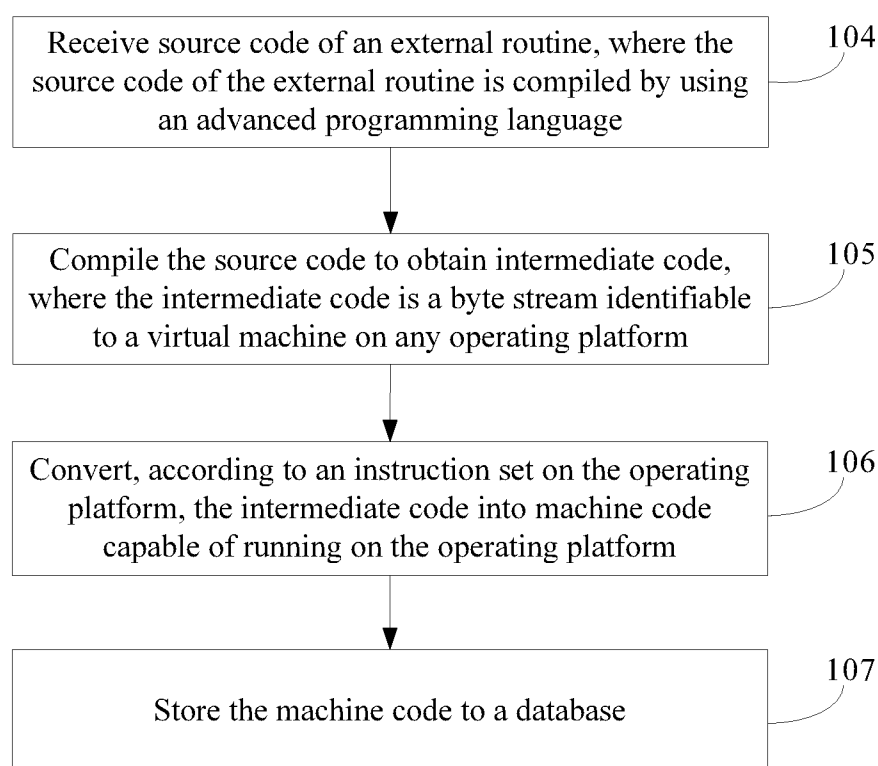 Receive source code of an external routine, where the
source code of the external routine is compiled by using
an advanced programming language
104
Compile the source code to obtain intermediate code,
where the intermediate code is a byte stream identifiable
to a virtual machine on any operating platform
105
Convert, according to an instruction set on the operating
platform, the intermediate code into machine code
capable of running on the operating platform
106
Store the machine code to a database
107